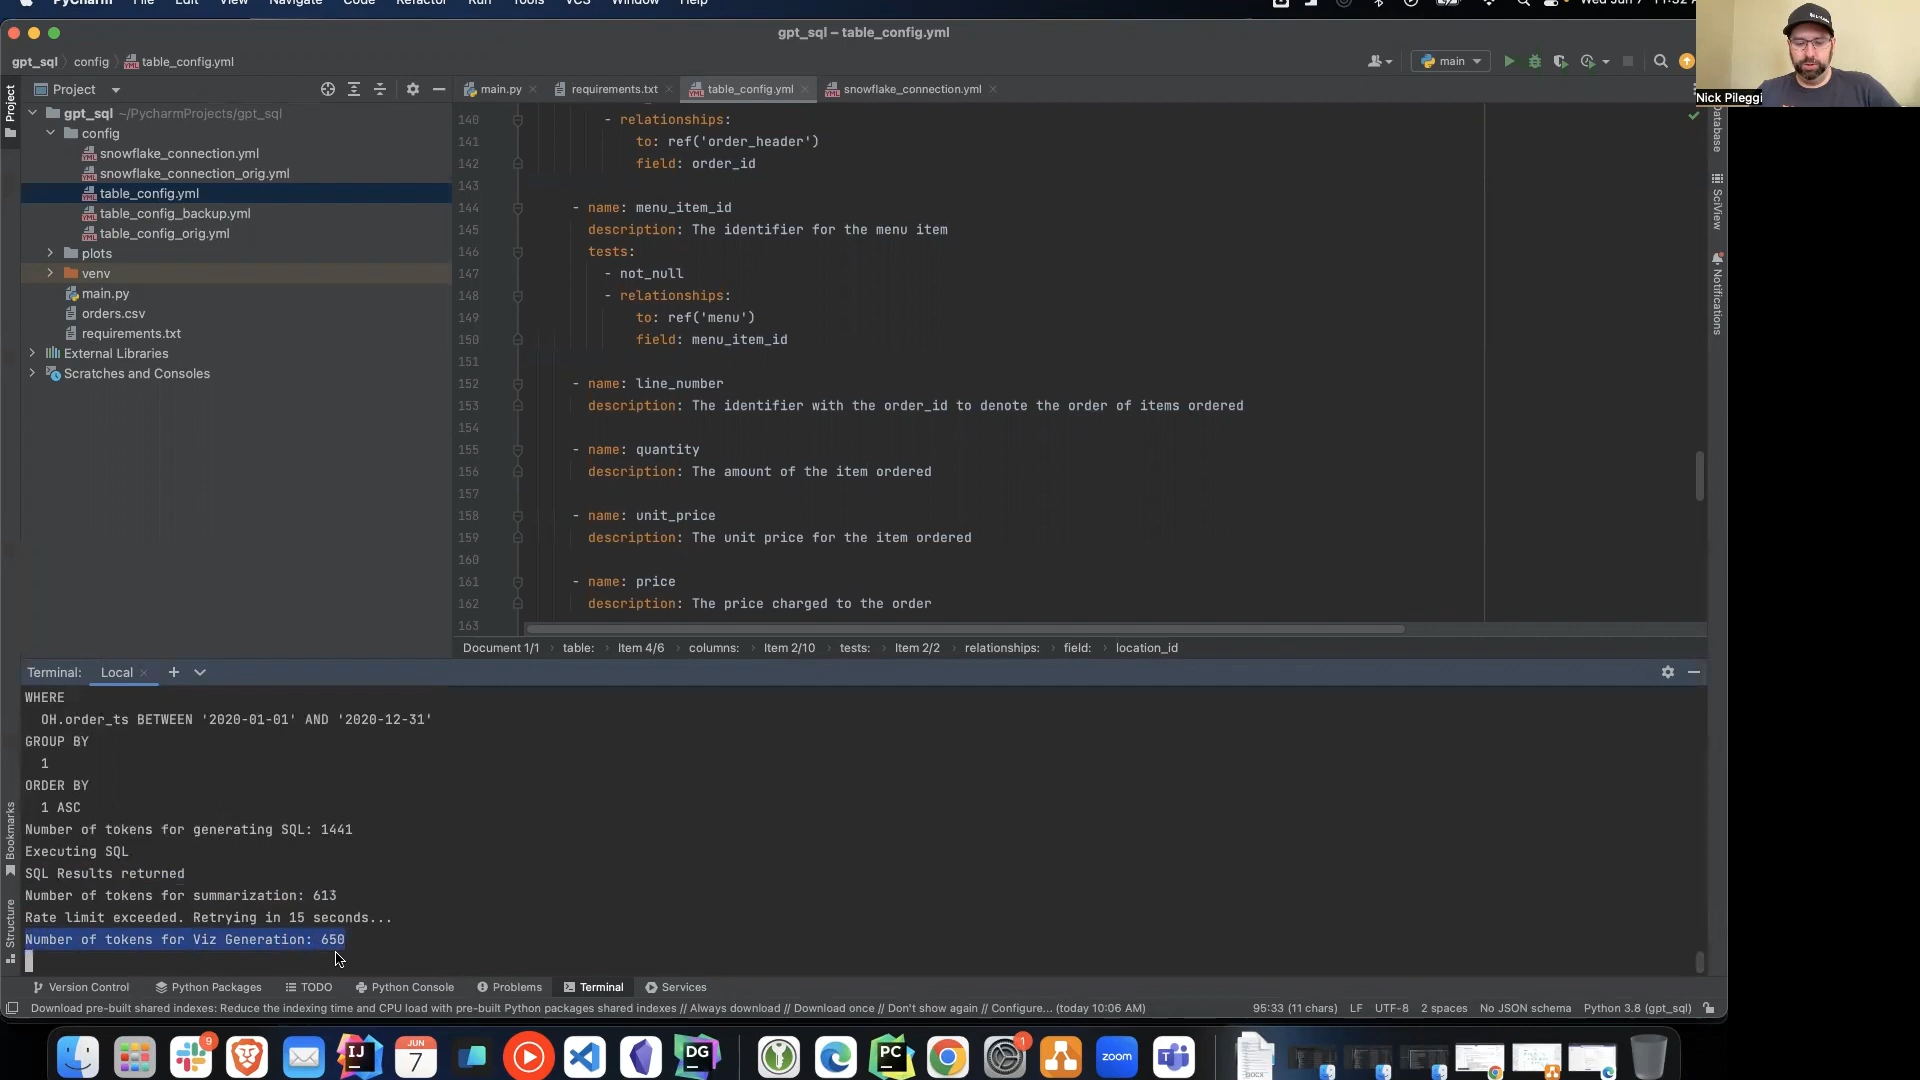 PyCharm File Edit View Navigate Code Refactor Run Tools VCS Window Help
gpt_sql – table_config.yml
gpt_sql config table_config.yml
main
Nick Pileggi
Project
main.py
requirements.txt
table_config.yml
snowflake_connection.yml
Project
gpt_sql ~/PycharmProjects/gpt_sql
config
snowflake_connection.yml
snowflake_connection_orig.yml
table_config.yml
table_config_backup.yml
table_config_orig.yml
plots
venv
main.py
orders.csv
requirements.txt
External Libraries
Scratches and Consoles
140 - relationships:
141 to: ref('order_header')
142 field: order_id
143
144 - name: menu_item_id
145 description: The identifier for the menu item
146 tests:
147 - not_null
148 - relationships:
149 to: ref('menu')
150 field: menu_item_id
151
152 - name: line_number
153 description: The identifier with the order_id to denote the order of items ordered
154
155 - name: quantity
156 description: The amount of the item ordered
157
158 - name: unit_price
159 description: The unit price for the item ordered
160
161 - name: price
162 description: The price charged to the order
163
Database
SciView
Notifications
Document 1/1 › table: › Item 4/6 › columns: › Item 2/10 › tests: › Item 2/2 › relationships: › field: › location_id
Terminal: Local
WHERE
OH.order_ts BETWEEN '2020-01-01' AND '2020-12-31'
GROUP BY
1
ORDER BY
1 ASC
Number of tokens for generating SQL: 1441
Executing SQL
SQL Results returned
Number of tokens for summarization: 613
Rate limit exceeded. Retrying in 15 seconds...
Number of tokens for Viz Generation: 650
Bookmarks
Structure
Version Control Python Packages TODO Python Console Problems Terminal Services
Download pre-built shared indexes: Reduce the indexing time and CPU load with pre-built Python packages shared indexes // Always download // Download once // Don't show again // Configure... (today 10:06 AM)
95:33 (11 chars) LF UTF-8 2 spaces No JSON schema Python 3.8 (gpt_sql)
9
IJ
JUN
7
DG
PC
1
zoom
DOCX